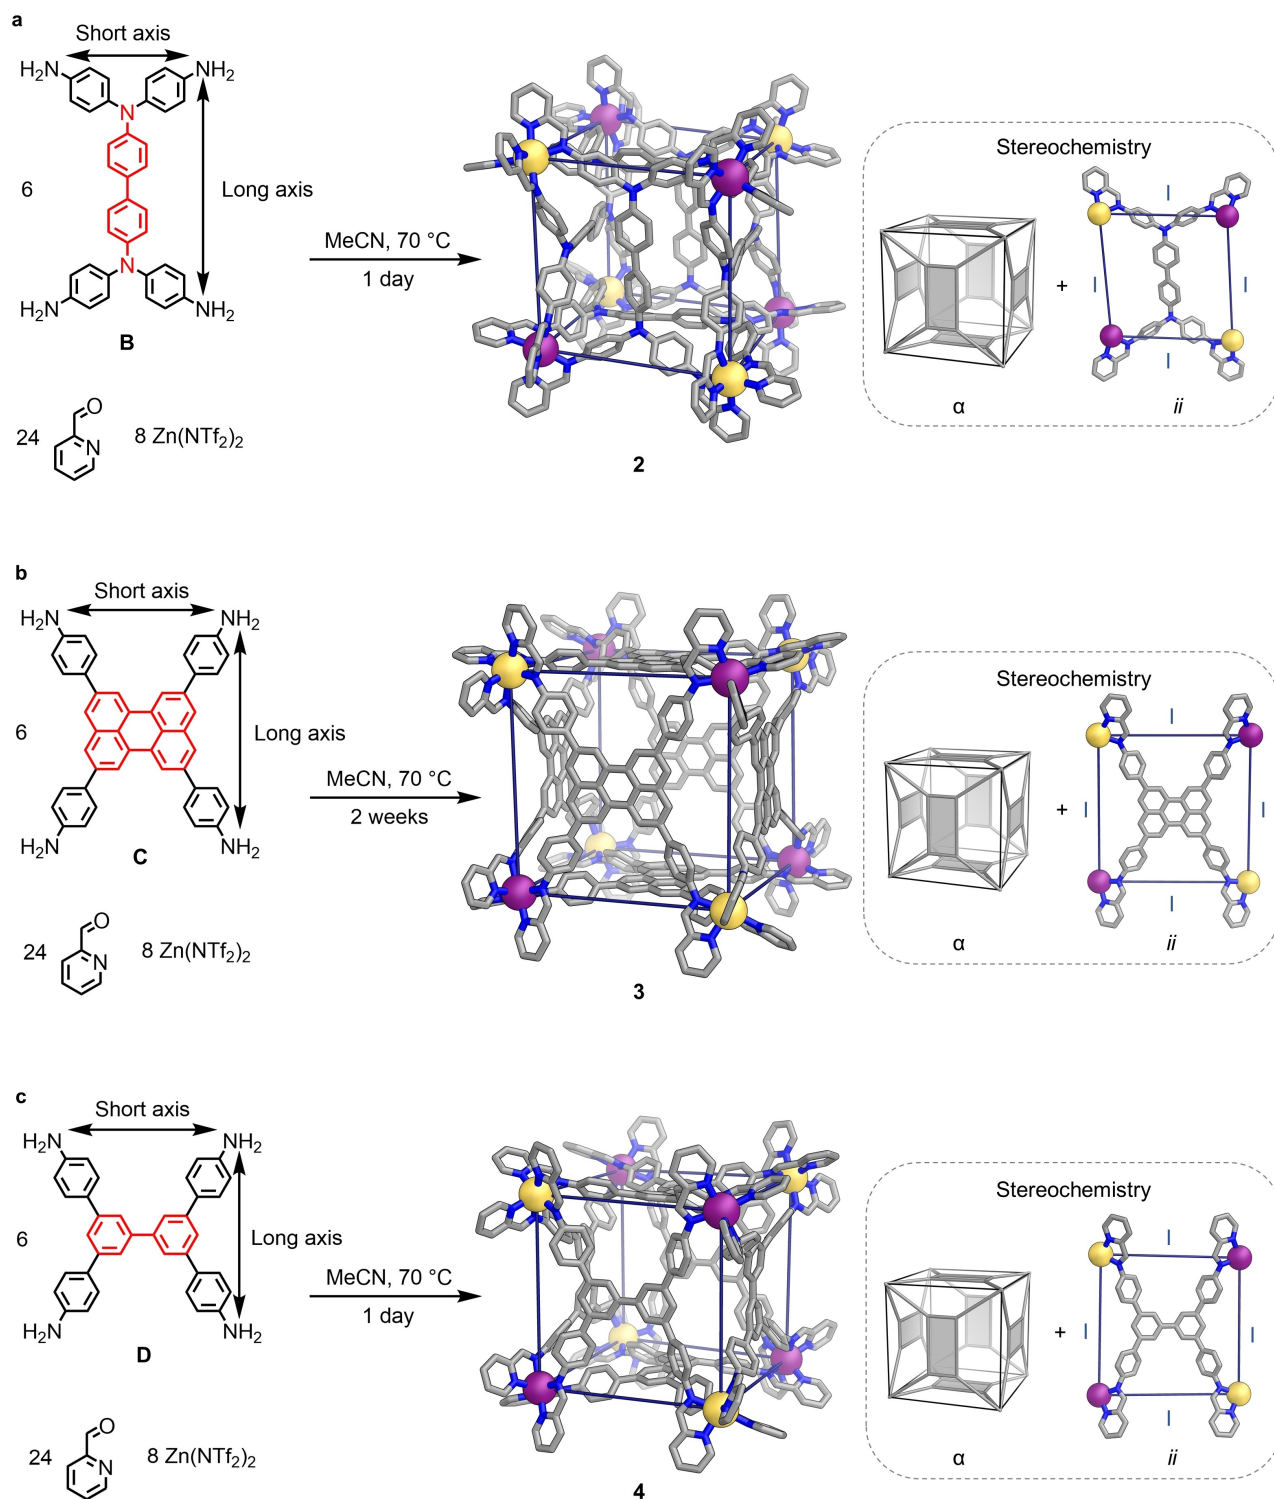 a
Short axis
H2N NH2
N
6
Long axis
N
H2N NH2
B
MeCN, 70 °C
1 day
24
O
N
8 Zn(NTf2)2
2
Stereochemistry
l
l + l
l
α ii
b
Short axis
H2N NH2
6
Long axis
H2N NH2
C
MeCN, 70 °C
2 weeks
24
O
N
8 Zn(NTf2)2
3
Stereochemistry
l
+ l l
l
α ii
c
Short axis
H2N NH2
6
Long axis
H2N NH2
D
MeCN, 70 °C
1 day
24
O
N
8 Zn(NTf2)2
4
Stereochemistry
l
+ l l
l
α ii